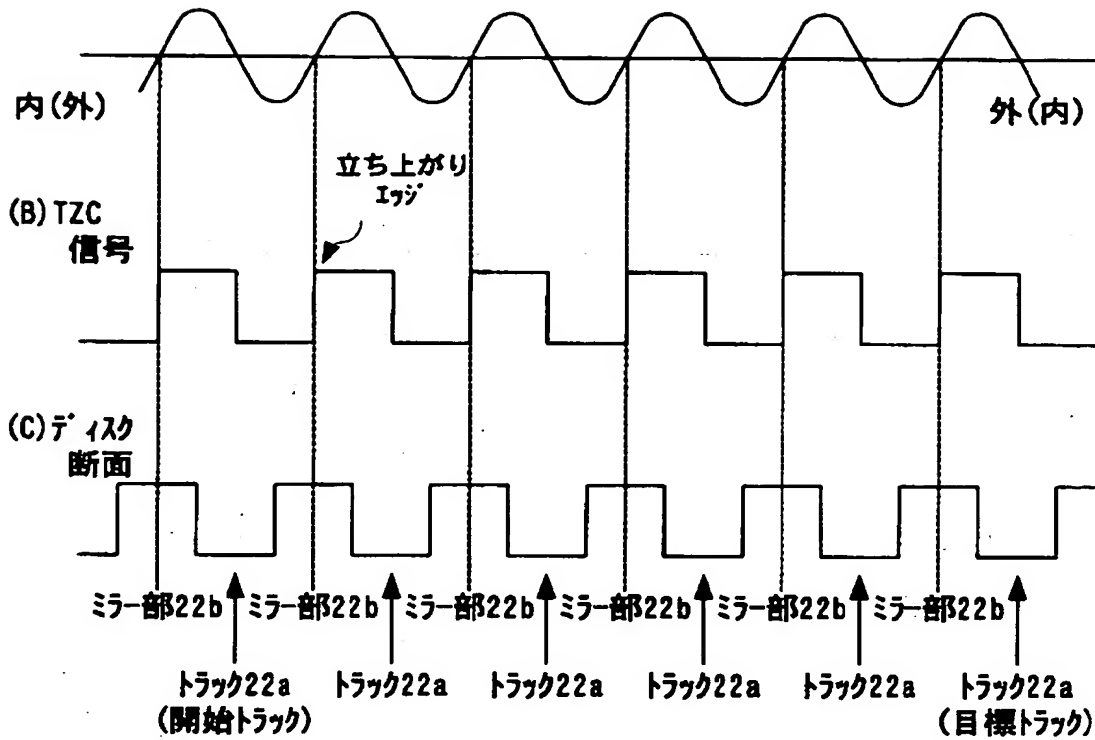 内(外)
外(内)
立ち上がり
エッジ
(B) TZC
信号
(C) ディスク
断面
ミラー部22b ミラー部22b ミラー部22b ミラー部22b ミラー部22b ミラー部22b
トラック22a トラック22a トラック22a トラック22a トラック22a トラック22a
(開始トラック) (目標トラック)